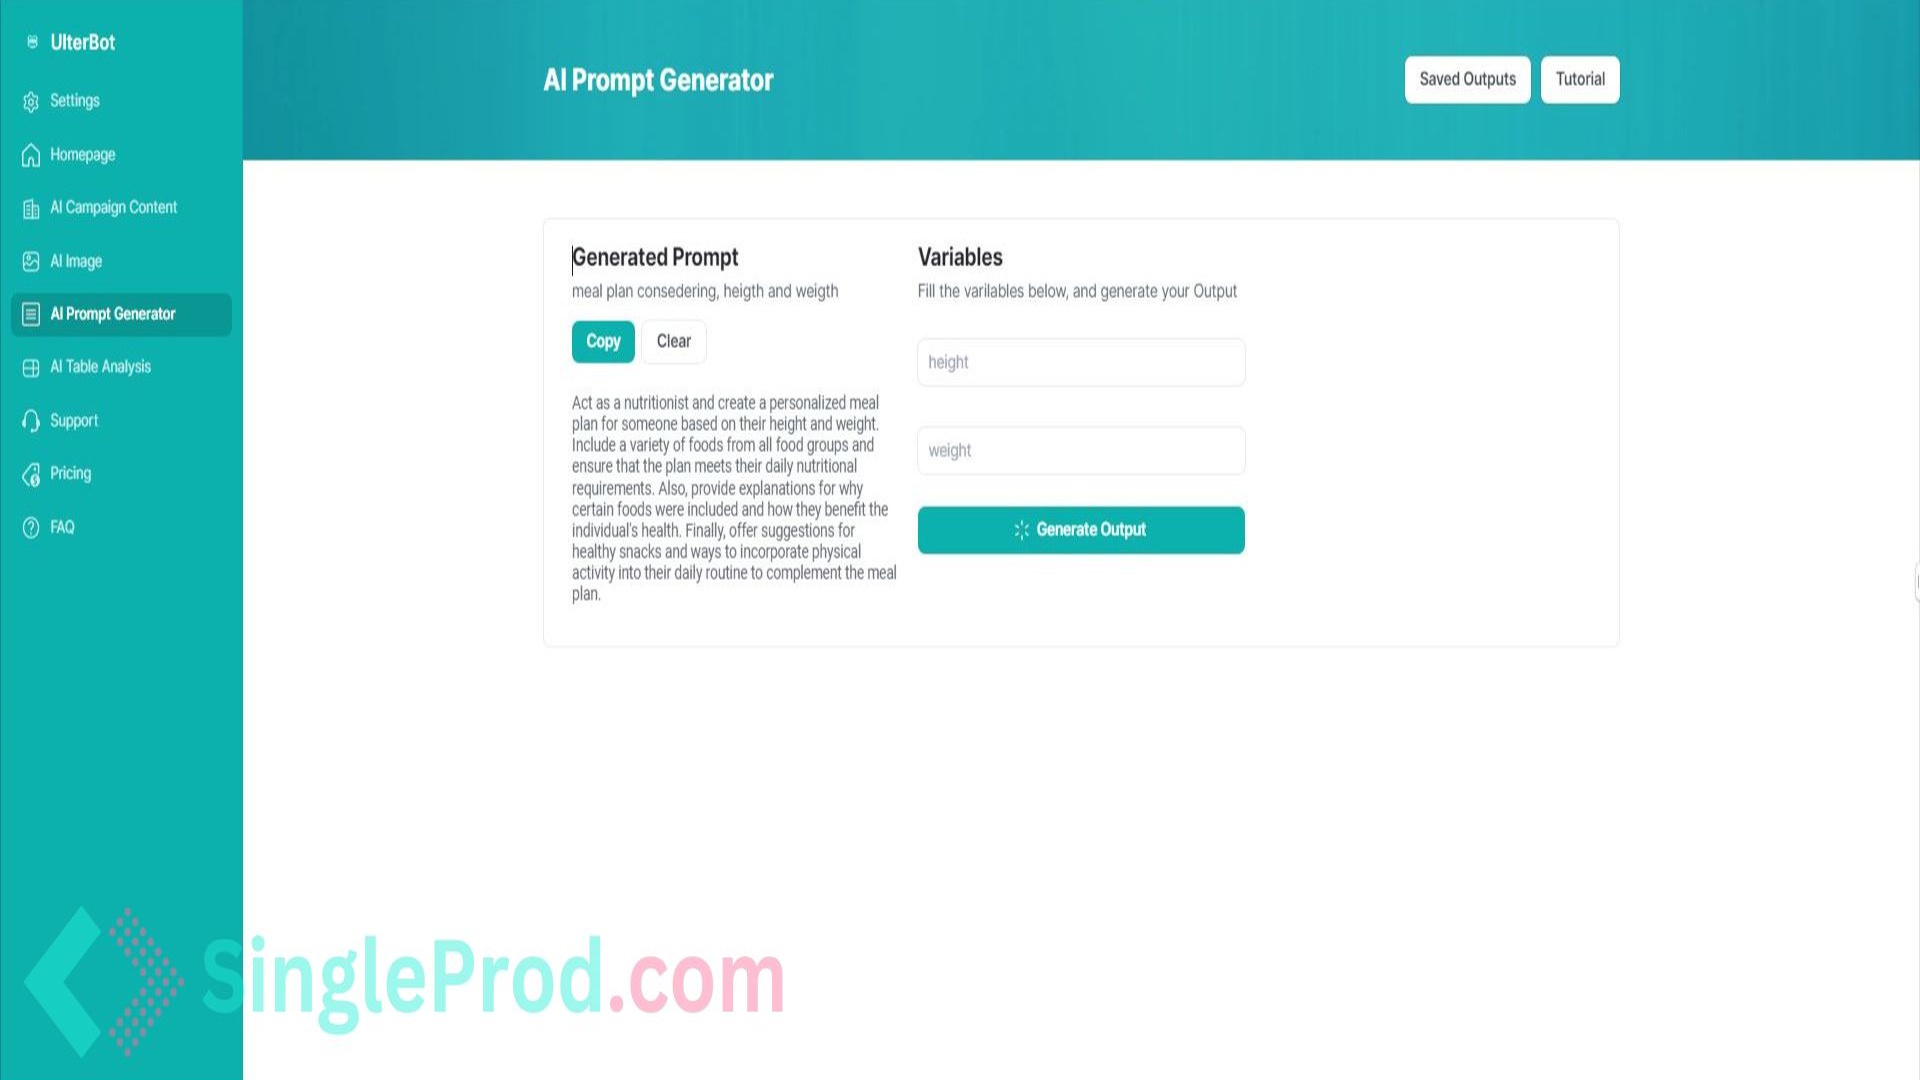 UlterBot
Settings
Homepage
AI Campaign Content
AI Image
AI Prompt Generator
AI Table Analysis
Support
Pricing
FAQ
AI Prompt Generator
Saved Outputs
Tutorial
Generated Prompt
meal plan consedering, heigth and weigth
Copy
Clear
Act as a nutritionist and create a personalized meal
plan for someone based on their height and weight.
Include a variety of foods from all food groups and
ensure that the plan meets their daily nutritional
requirements. Also, provide explanations for why
certain foods were included and how they benefit the
individual's health. Finally, offer suggestions for
healthy snacks and ways to incorporate physical
activity into their daily routine to complement the meal
plan.
Variables
Fill the varilables below, and generate your Output
height
weight
Generate Output
SingleProd.com